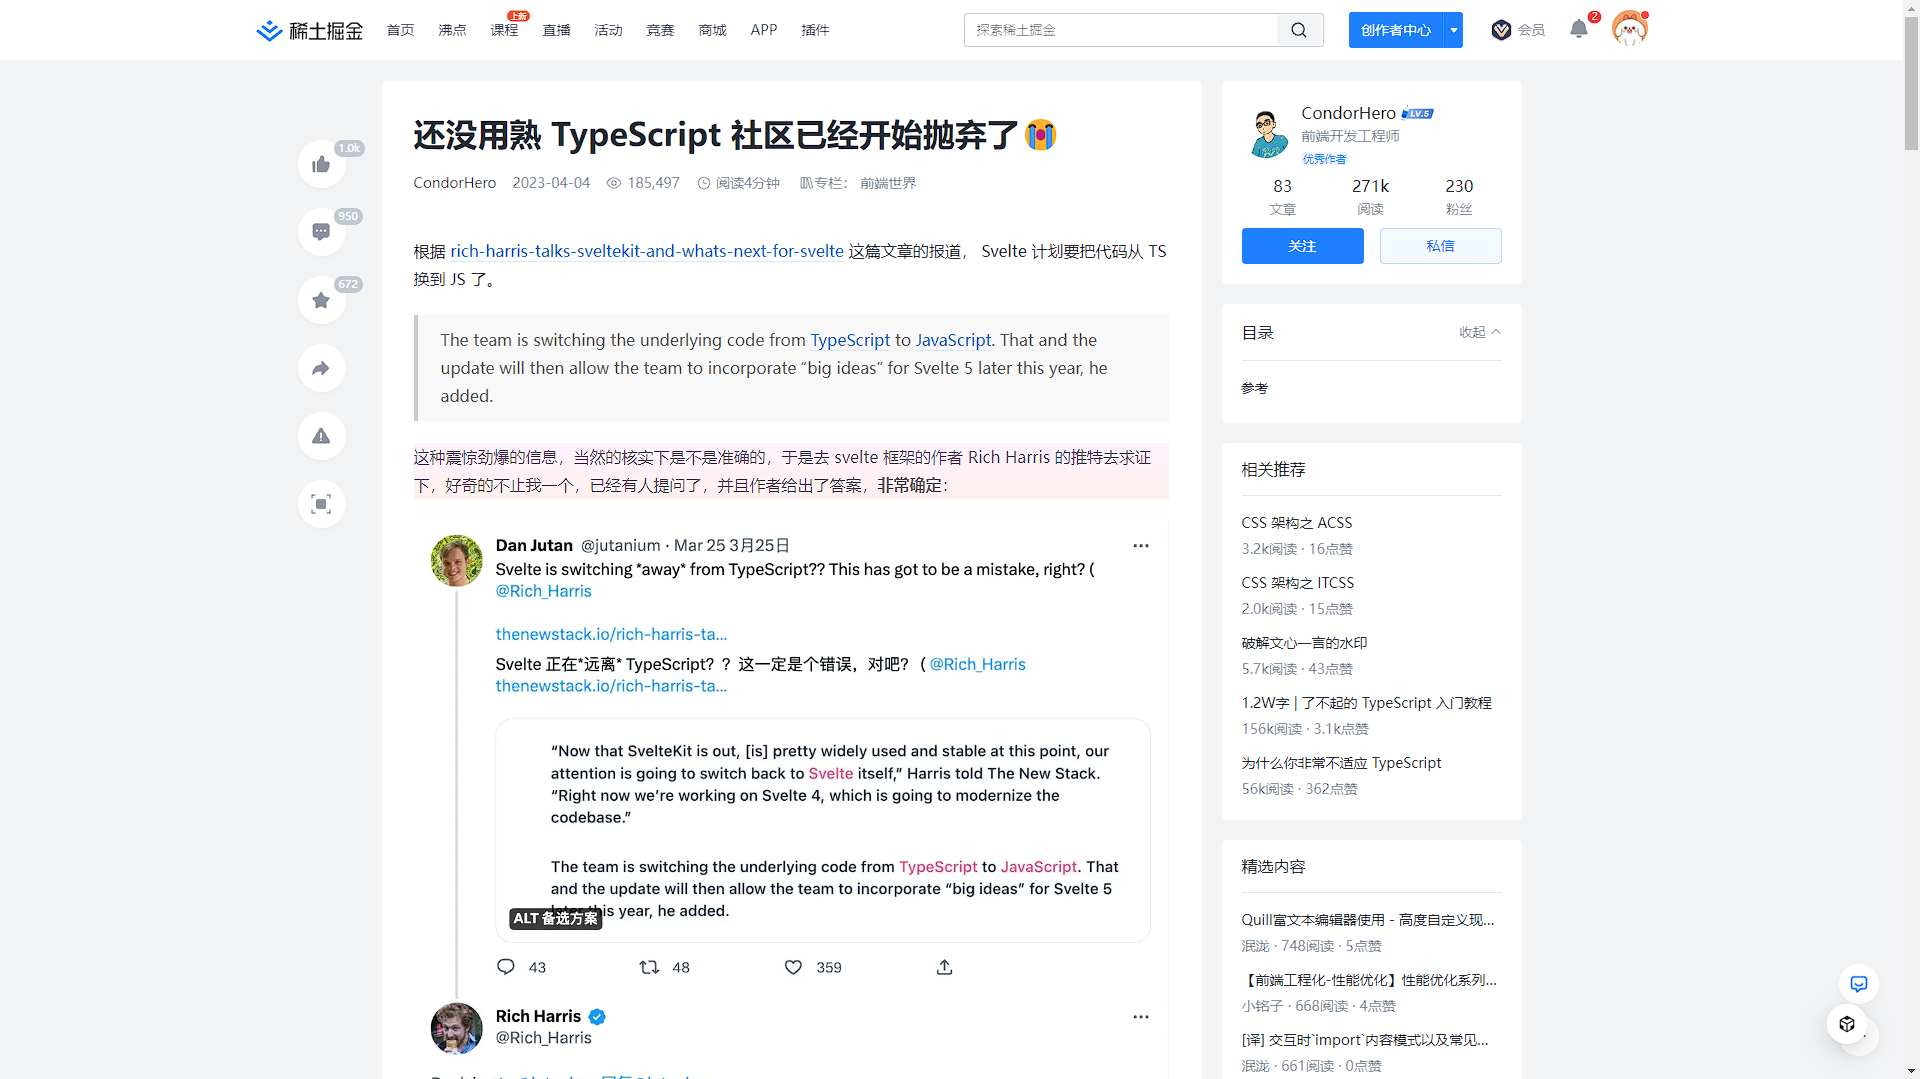 稀土掘金
首页
沸点
课程
上新
直播
活动
竞赛
商城
APP
插件
探索稀土掘金
创作者中心
会员
2
1.0k
950
672
还没用熟 TypeScript 社区已经开始抛弃了😭
CondorHero 2023-04-04 185,497 阅读4分钟 专栏： 前端世界
根据 rich-harris-talks-sveltekit-and-whats-next-for-svelte 这篇文章的报道， Svelte 计划要把代码从 TS
换到 JS 了。
The team is switching the underlying code from TypeScript to JavaScript. That and the
update will then allow the team to incorporate “big ideas” for Svelte 5 later this year, he
added.
这种震惊劲爆的信息，当然的核实下是不是准确的，于是去 svelte 框架的作者 Rich Harris 的推特去求证
下，好奇的不止我一个，已经有人提问了，并且作者给出了答案，非常确定：
Dan Jutan @jutanium · Mar 25 3月25日
Svelte is switching *away* from TypeScript?? This has got to be a mistake, right? (
@Rich_Harris
thenewstack.io/rich-harris-ta...
Svelte 正在*远离* TypeScript？？这一定是个错误，对吧？（ @Rich_Harris
thenewstack.io/rich-harris-ta...
“Now that SvelteKit is out, [is] pretty widely used and stable at this point, our
attention is going to switch back to Svelte itself,” Harris told The New Stack.
“Right now we’re working on Svelte 4, which is going to modernize the
codebase.”
The team is switching the underlying code from TypeScript to JavaScript. That
and the update will then allow the team to incorporate “big ideas” for Svelte 5
later this year, he added.
ALT 备选方案
43
48
359
Rich Harris
@Rich_Harris
CondorHero LV.5
前端开发工程师
优秀作者
83
271k
230
文章
阅读
粉丝
关注
私信
目录
收起
参考
相关推荐
CSS 架构之 ACSS
3.2k阅读 · 16点赞
CSS 架构之 ITCSS
2.0k阅读 · 15点赞
破解文心一言的水印
5.7k阅读 · 43点赞
1.2W字 | 了不起的 TypeScript 入门教程
156k阅读 · 3.1k点赞
为什么你非常不适应 TypeScript
56k阅读 · 362点赞
精选内容
Quill富文本编辑器使用 - 高度自定义现...
泯泷 · 748阅读 · 5点赞
【前端工程化-性能优化】性能优化系列...
小铭子 · 668阅读 · 4点赞
[译] 交互时`import`内容模式以及常见...
泯泷 · 661阅读 · 0点赞